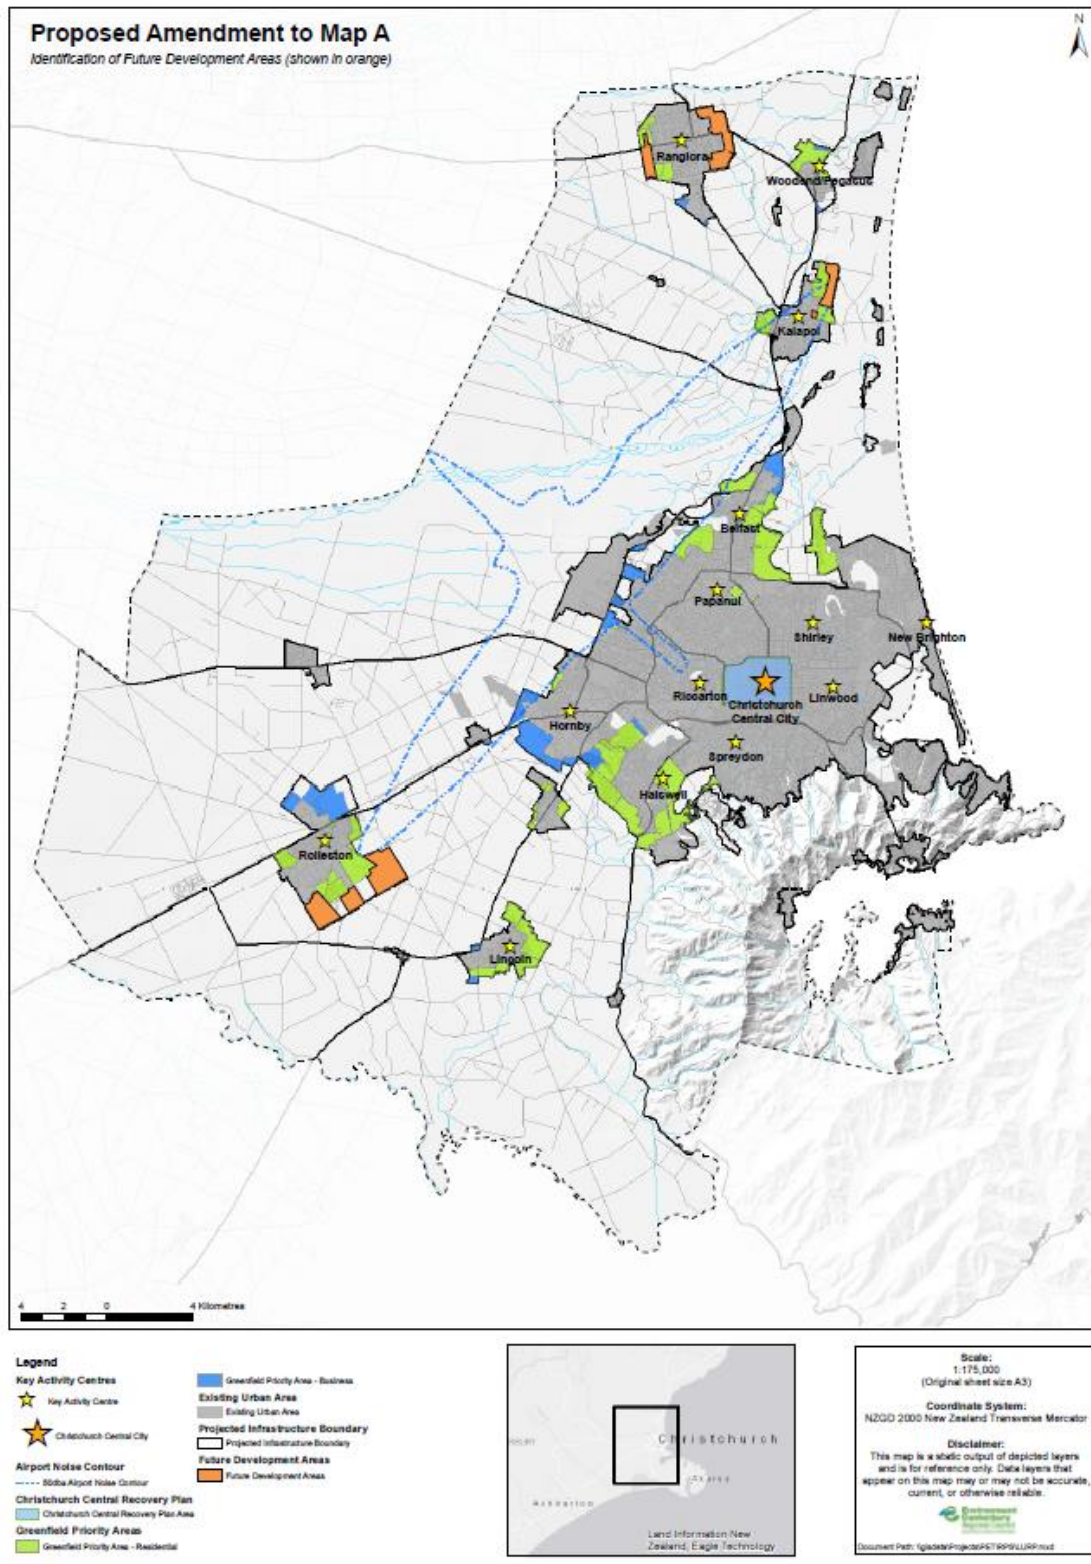 Proposed Amendment to Map A
Identification of Future Development Areas (shown in orange)
N
Rangiora
Woodend/Pegasus
Kaiapoi
Belfast
Papanui
Shirley
New Brighton
Riccarton
Christchurch
Central City
Linwood
Hornby
Spreydon
Halswell
Rolleston
Lincoln
4 2 0 4 Kilometres
Legend
Key Activity Centres
Key Activity Centre
Christchurch Central City
Airport Noise Contour
50dba Airport Noise Contour
Christchurch Central Recovery Plan
Christchurch Central Recovery Plan Area
Greenfield Priority Areas
Greenfield Priority Area - Residential
Greenfield Priority Area - Business
Existing Urban Area
Existing Urban Area
Projected Infrastructure Boundary
Projected Infrastructure Boundary
Future Development Areas
Future Development Areas
Christchurch
Akaroa
Ashburton
Land Information New
Zealand, Eagle Technology
Scale:
1:175,000
(Original sheet size A3)
Coordinate System:
NZGD 2000 New Zealand Transverse Mercator
Disclaimer:
This map is a static output of depicted layers
and is for reference only. Data layers that
appear on this map may or may not be accurate,
current, or otherwise reliable.
Environment
Canterbury
Regional Council
Document Path: